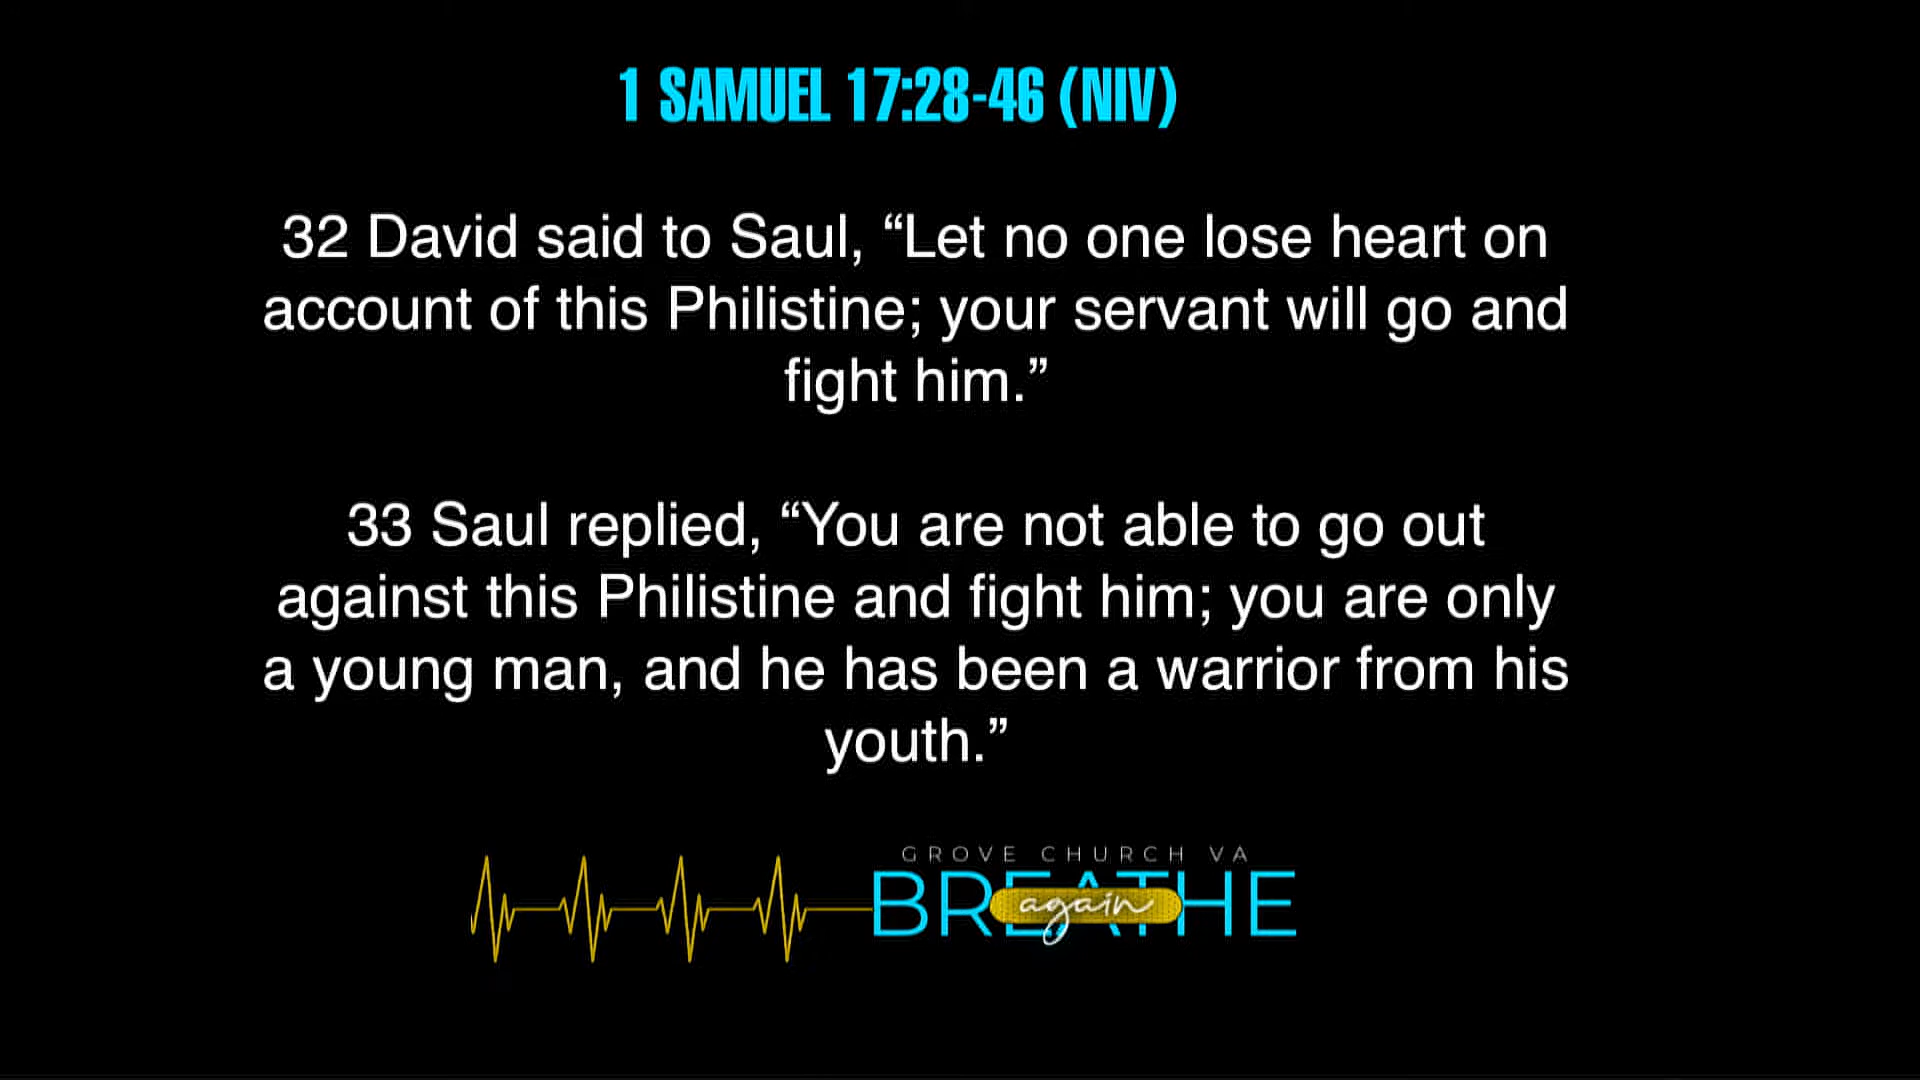 1 SAMUEL 17:28-46 (NIV)
32 David said to Saul, “Let no one lose heart on
account of this Philistine; your servant will go and
fight him.”
33 Saul replied, “You are not able to go out
against this Philistine and fight him; you are only
a young man, and he has been a warrior from his
youth.”
GROVE CHURCH VA
BREATHE
again